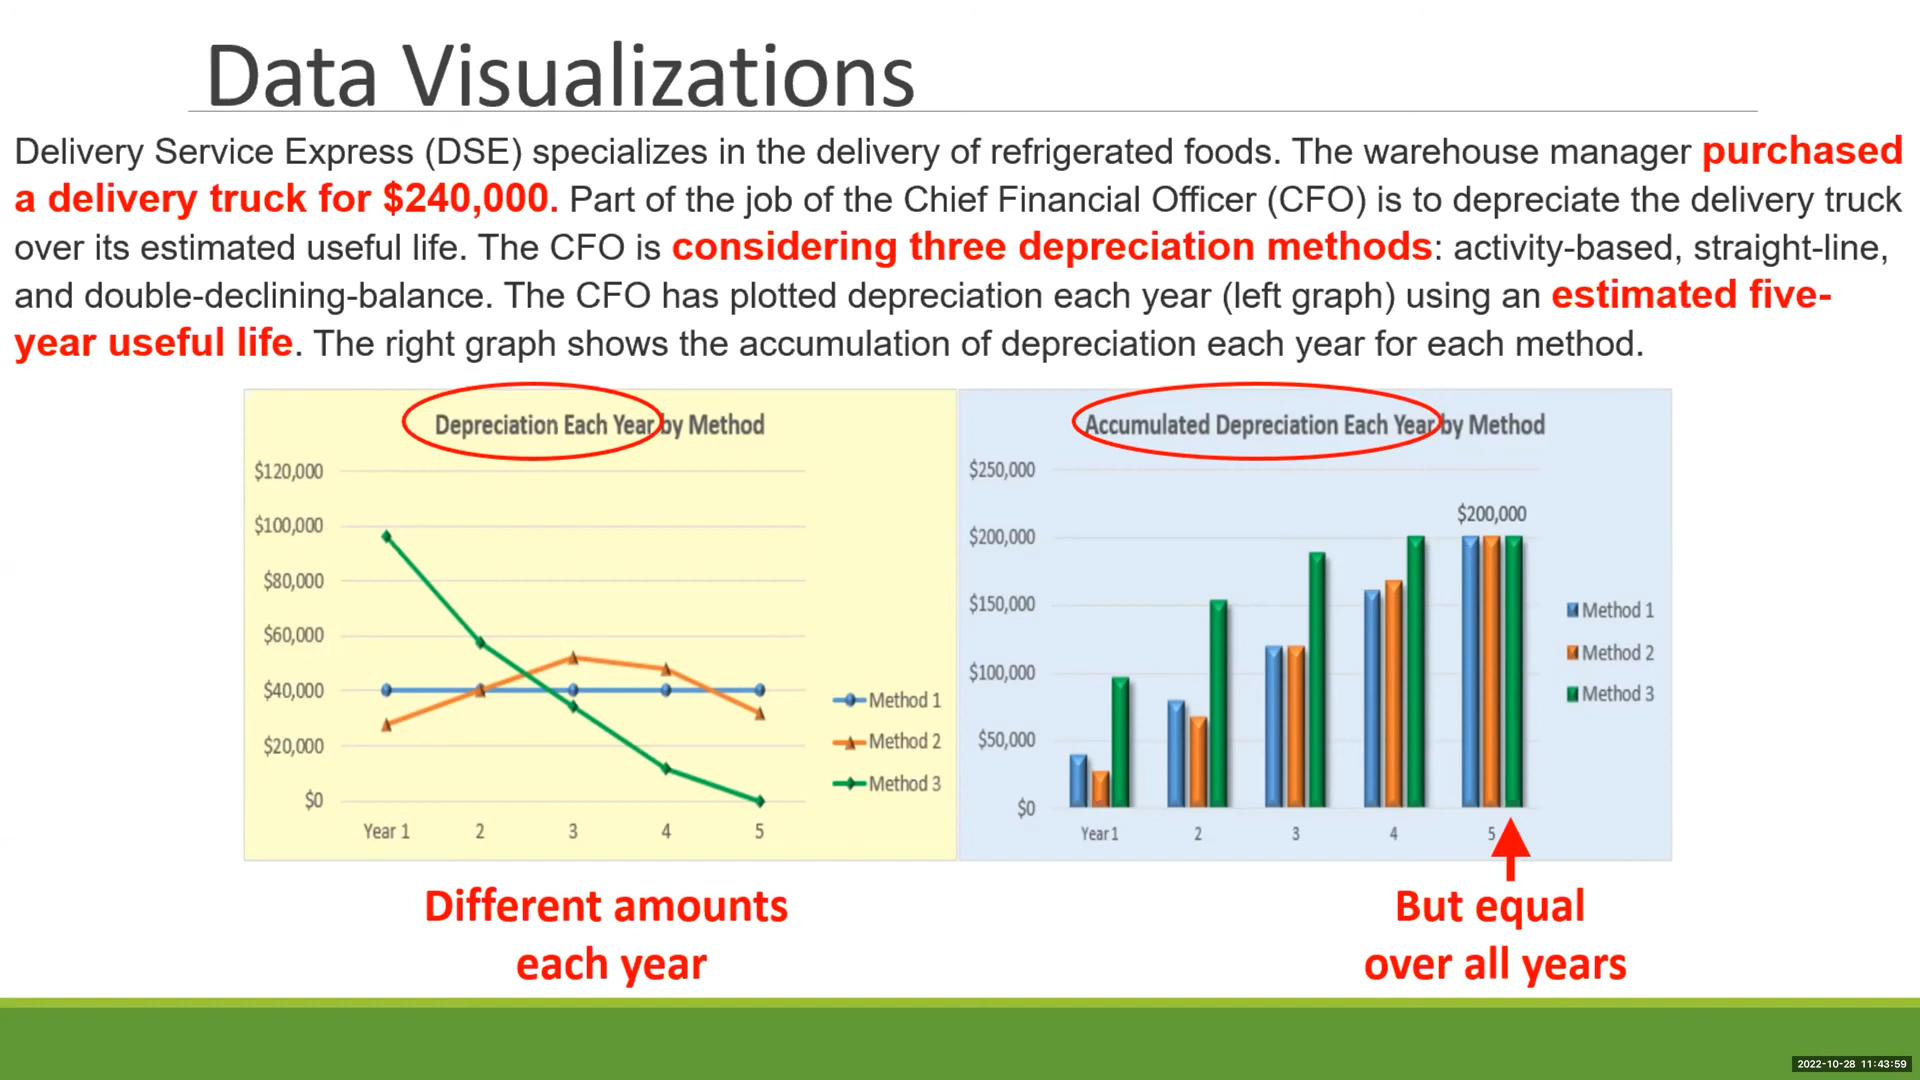 Data Visualizations
Delivery Service Express (DSE) specializes in the delivery of refrigerated foods. The warehouse manager purchased
a delivery truck for $240,000. Part of the job of the Chief Financial Officer (CFO) is to depreciate the delivery truck
over its estimated useful life. The CFO is considering three depreciation methods: activity-based, straight-line,
and double-declining-balance. The CFO has plotted depreciation each year (left graph) using an estimated five-
year useful life. The right graph shows the accumulation of depreciation each year for each method.
Depreciation Each Year by Method
$120,000
$100,000
$80,000
$60,000
$40,000
$20,000
$0
Year 1 2 3 4 5
Method 1
Method 2
Method 3
Accumulated Depreciation Each Year by Method
$250,000
$200,000
$150,000
$100,000
$50,000
$0
$200,000
Year 1 2 3 4 5
Method 1
Method 2
Method 3
Different amounts
each year
But equal
over all years
2022-10-28 11:43:59